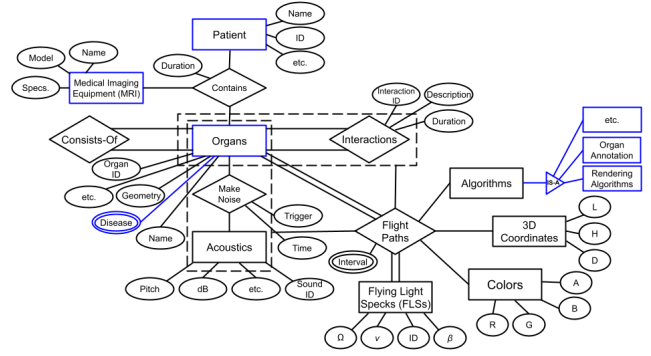 Name
Patient
ID
etc.
Model
Name
Duration
Specs.
Medical Imaging
Equipment (MRI)
Contains
Interaction
ID
Description
Duration
Consists-Of
Organs
Interactions
etc.
Organ
Annotation
Rendering
Algorithms
IS-A
Algorithms
Organ
ID
etc.
Geometry
Disease
Name
Make
Noise
Trigger
Time
Acoustics
Pitch
dB
etc.
Sound
ID
Flight
Paths
Interval
3D
Coordinates
L
H
D
Flying Light
Specks (FLSs)
Ω
ν
ID
β
Colors
A
B
R
G